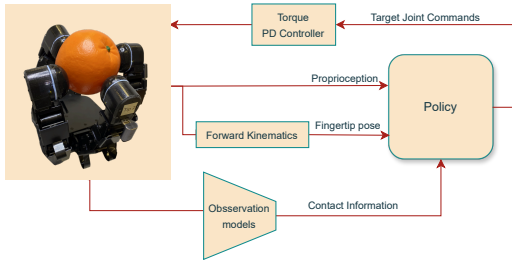 Torque
PD Controller
Target Joint Commands
Proprioception
Policy
Forward Kinematics
Fingertip pose
Obsservation
models
Contact Information